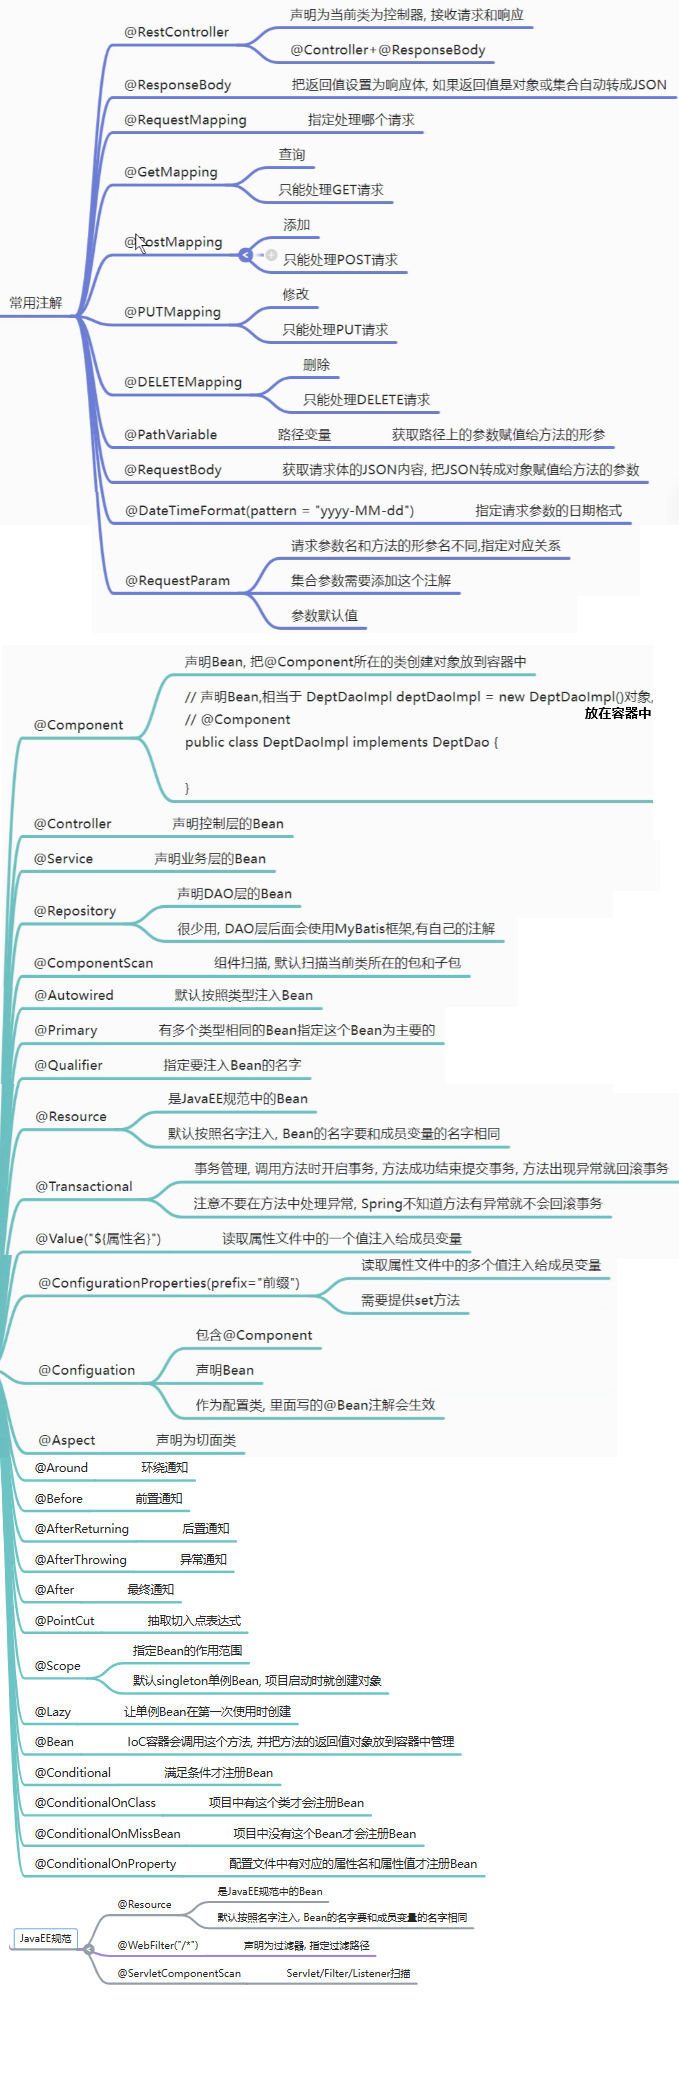 @RestController
声明为当前类为控制器, 接收请求和响应
@Controller+@ResponseBody
@ResponseBody 把返回值设置为响应体, 如果返回值是对象或集合自动转成JSON
@RequestMapping 指定处理哪个请求
@GetMapping
查询
只能处理GET请求
@PostMapping
添加
只能处理POST请求
常用注解
@PUTMapping
修改
只能处理PUT请求
@DELETEMapping
删除
只能处理DELETE请求
@PathVariable 路径变量 获取路径上的参数赋值给方法的形参
@RequestBody 获取请求体的JSON内容, 把JSON转成对象赋值给方法的参数
@DateTimeFormat(pattern = "yyyy-MM-dd") 指定请求参数的日期格式
@RequestParam
请求参数名和方法的形参名不同,指定对应关系
集合参数需要添加这个注解
参数默认值
@Component
声明Bean, 把@Component所在的类创建对象放到容器中
// 声明Bean,相当于 DeptDaoImpl deptDaoImpl = new DeptDaoImpl()对象,
放在容器中
// @Component
public class DeptDaoImpl implements DeptDao {
}
@Controller 声明控制层的Bean
@Service 声明业务层的Bean
@Repository
声明DAO层的Bean
很少用, DAO层后面会使用MyBatis框架,有自己的注解
@ComponentScan 组件扫描, 默认扫描当前类所在的包和子包
@Autowired 默认按照类型注入Bean
@Primary 有多个类型相同的Bean指定这个Bean为主要的
@Qualifier 指定要注入Bean的名字
@Resource
是JavaEE规范中的Bean
默认按照名字注入, Bean的名字要和成员变量的名字相同
@Transactional
事务管理, 调用方法时开启事务, 方法成功结束提交事务, 方法出现异常就回滚事务
注意不要在方法中处理异常, Spring不知道方法有异常就不会回滚事务
@Value("${属性名}") 读取属性文件中的一个值注入给成员变量
@ConfigurationProperties(prefix="前缀")
读取属性文件中的多个值注入给成员变量
需要提供set方法
@Configuation
包含@Component
声明Bean
作为配置类, 里面写的@Bean注解会生效
@Aspect 声明为切面类
@Around 环绕通知
@Before 前置通知
@AfterReturning 后置通知
@AfterThrowing 异常通知
@After 最终通知
@PointCut 抽取切入点表达式
@Scope
指定Bean的作用范围
默认singleton单例Bean, 项目启动时就创建对象
@Lazy 让单例Bean在第一次使用时创建
@Bean IoC容器会调用这个方法, 并把方法的返回值对象放到容器中管理
@Conditional 满足条件才注册Bean
@ConditionalOnClass 项目中有这个类才会注册Bean
@ConditionalOnMissBean 项目中没有这个Bean才会注册Bean
@ConditionalOnProperty 配置文件中有对应的属性名和属性值才注册Bean
JavaEE规范
@Resource
是JavaEE规范中的Bean
默认按照名字注入, Bean的名字要和成员变量的名字相同
@WebFilter("/*") 声明为过滤器, 指定过滤路径
@ServletComponentScan Servlet/Filter/Listener扫描